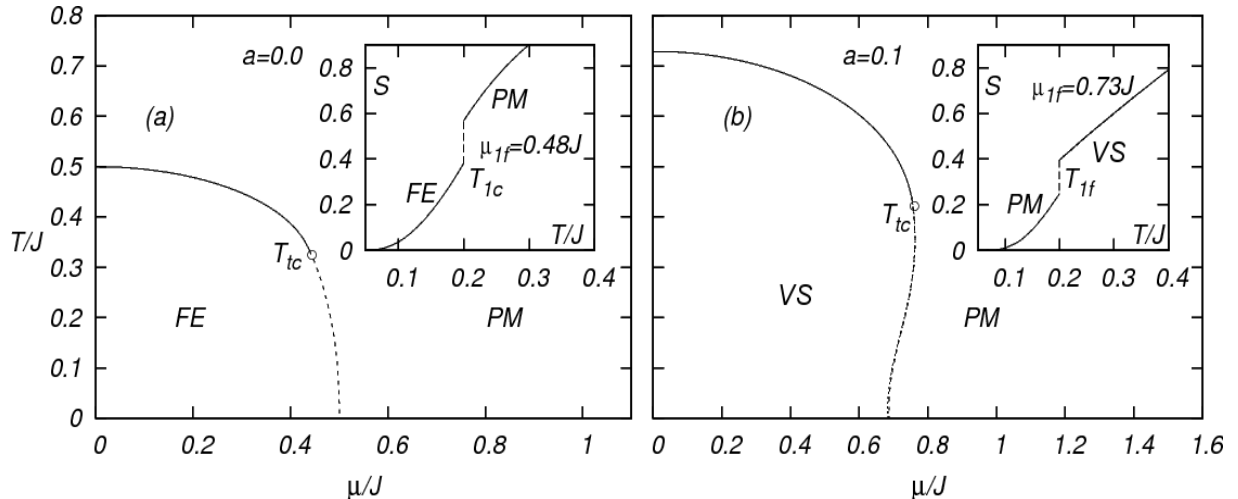 0.8
0.7
0.6
0.5
0.4
0.3
0.2
0.1
0
T/J
0 0.2 0.4 0.6 0.8 1
μ/J
a=0.0
(a)
T_tc
FE
PM
S
0.8
0.6
0.4
0.2
0
PM
μ_1f=0.48J
T_1c
FE
T/J
0.1 0.2 0.3 0.4
a=0.1
(b)
T_tc
VS
PM
0 0.2 0.4 0.6 0.8 1 1.2 1.4 1.6
μ/J
S
0.8
0.6
0.4
0.2
0
μ_1f=0.73J
VS
T_1f
PM
T/J
0.1 0.2 0.3 0.4